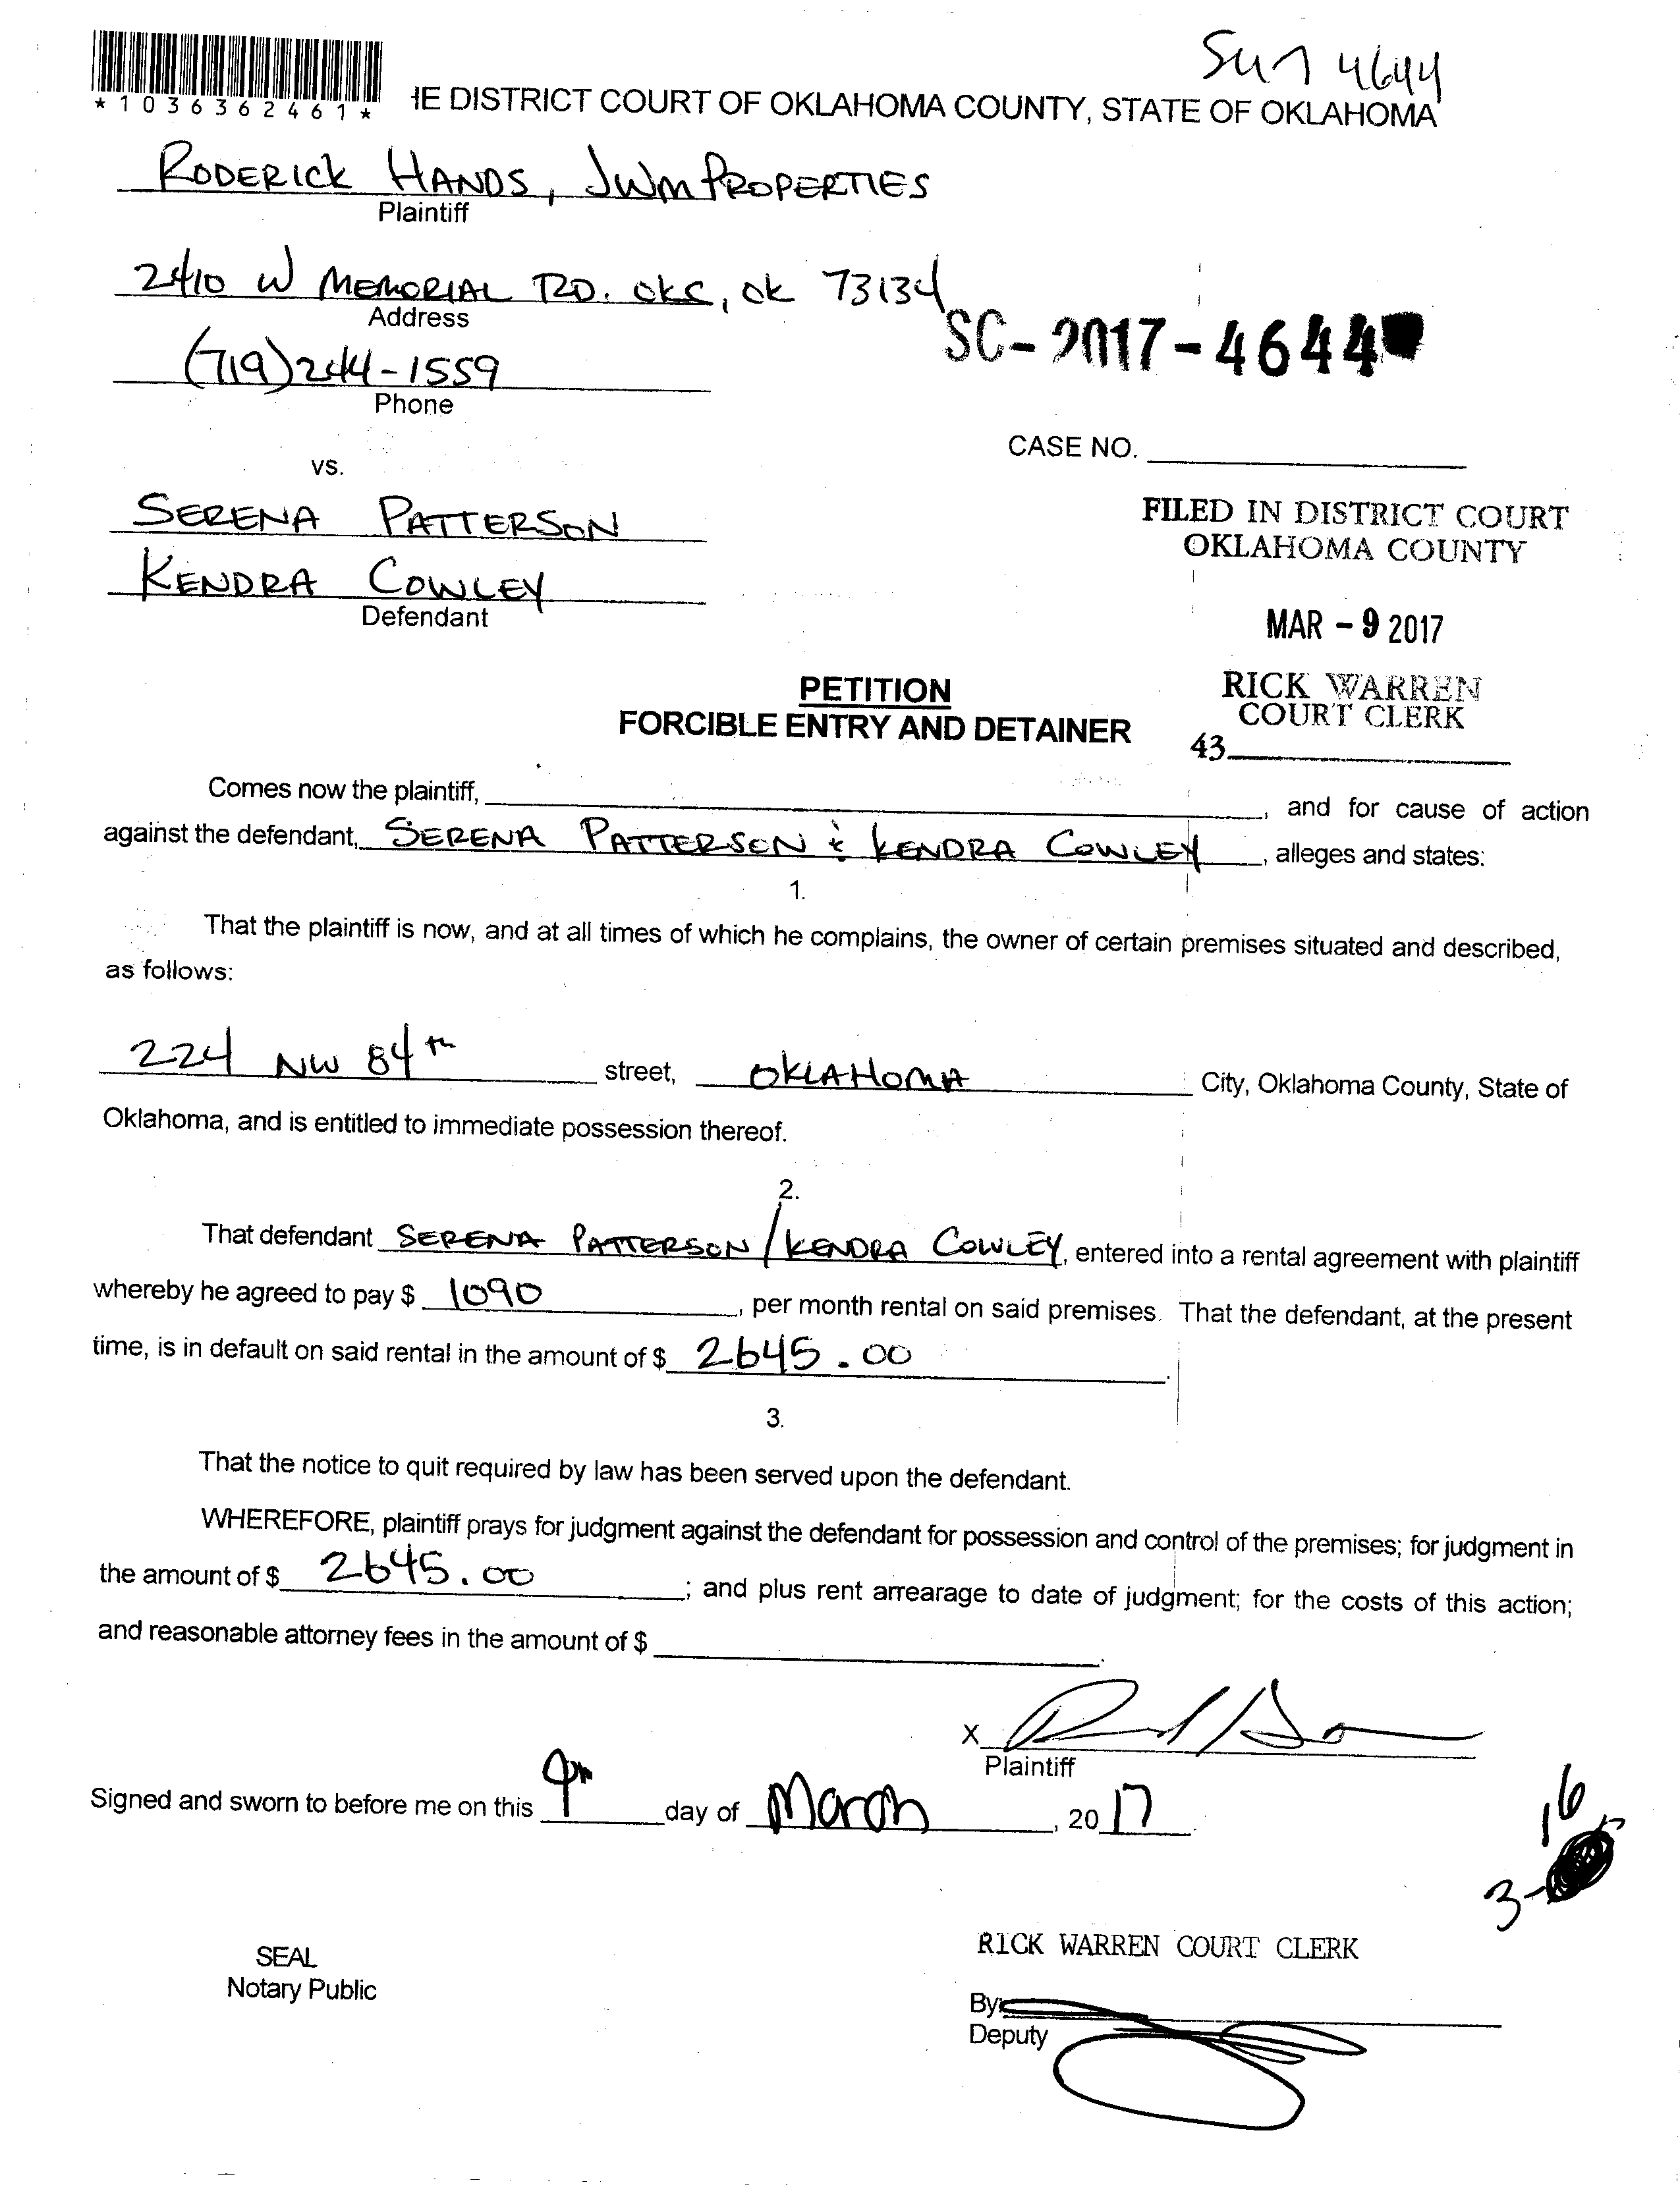 4644
*1036362461*
HE DISTRICT COURT OF OKLAHOMA COUNTY, STATE OF OKLAHOMA
RODERICK HANDS, JWM PROPERTIES
Plaintiff
2410 W MEMORIAL RD. OKC, OK 73134
Address
(719)244-1559
Phone
SC-2017-4644
CASE NO.
vs.
SERENA PATTERSON
KENDRA COWLEY
Defendant
FILED IN DISTRICT COURT
OKLAHOMA COUNTY
MAR - 9 2017
RICK WARREN
COURT CLERK
43
PETITION
FORCIBLE ENTRY AND DETAINER
Comes now the plaintiff, , and for cause of action
against the defendant, SERENA PATTERSON & KENDRA COWLEY, alleges and states:
1.
That the plaintiff is now, and at all times of which he complains, the owner of certain premises situated and described,
as follows:
224 NW 84th street, OKLAHOMA City, Oklahoma County, State of
Oklahoma, and is entitled to immediate possession thereof.
2.
That defendant SERENA PATTERSON / KENDRA COWLEY, entered into a rental agreement with plaintiff
whereby he agreed to pay $ 1090, per month rental on said premises. That the defendant, at the present
time, is in default on said rental in the amount of $ 2645.00.
3.
That the notice to quit required by law has been served upon the defendant.
WHEREFORE, plaintiff prays for judgment against the defendant for possession and control of the premises; for judgment in
the amount of $ 2645.00; and plus rent arrearage to date of judgment; for the costs of this action;
and reasonable attorney fees in the amount of $ .
X
Plaintiff
Signed and sworn to before me on this 9th day of March, 20 17.
16
3-
SEAL
Notary Public
RICK WARREN COURT CLERK
By:
Deputy